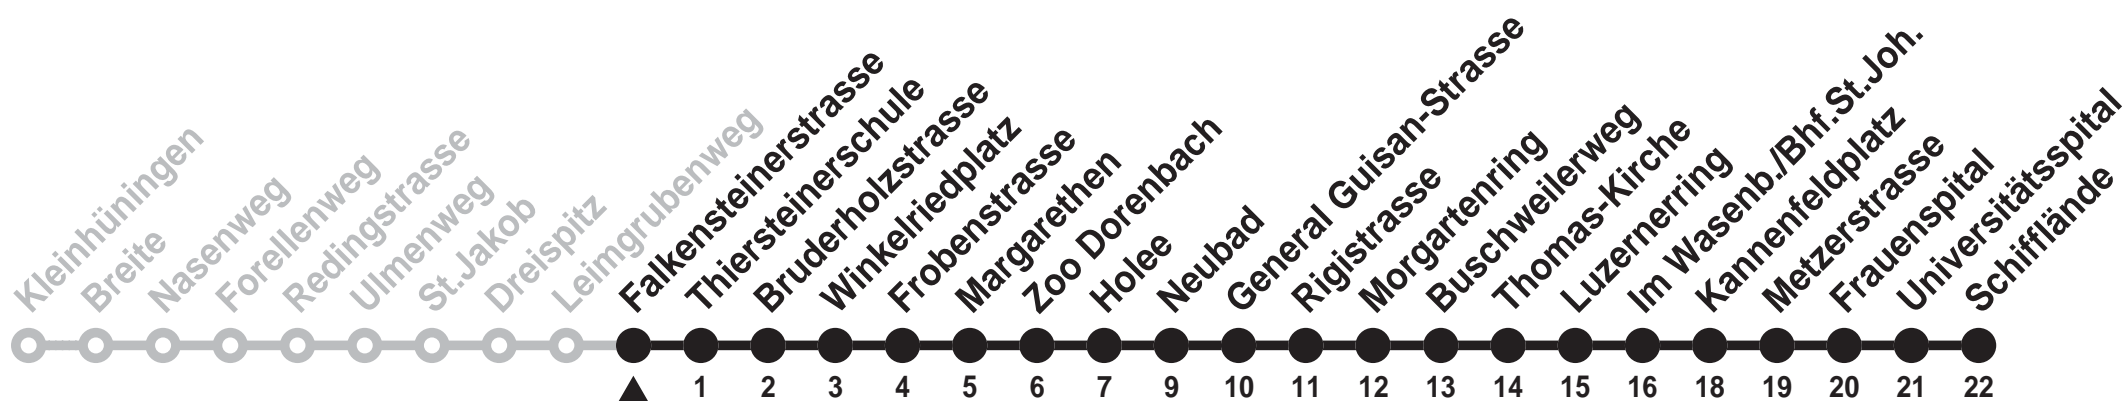 Kleinhüningen
Breite
Nasenweg
Forellenweg
Redingstrasse
Ulmenweg
St.Jakob
Dreispitz
Leimgrubenweg
Falkensteinerstrasse
Thiersteinerschule
Bruderholzstrasse
Winkelriedplatz
Frobenstrasse
Margarethen
Zoo Dorenbach
Holee
Neubad
General Guisan-Strasse
Rigistrasse
Morgartenring
Buschweilerweg
Thomas-Kirche
Luzernerring
Im Wasenb./Bhf.St.Joh.
Kannenfeldplatz
Metzerstrasse
Frauenspital
Universitätsspital
Schifflände
1 2 3 4 5 6 7 9 10 11 12 13 14 15 16 18 19 20 21 22